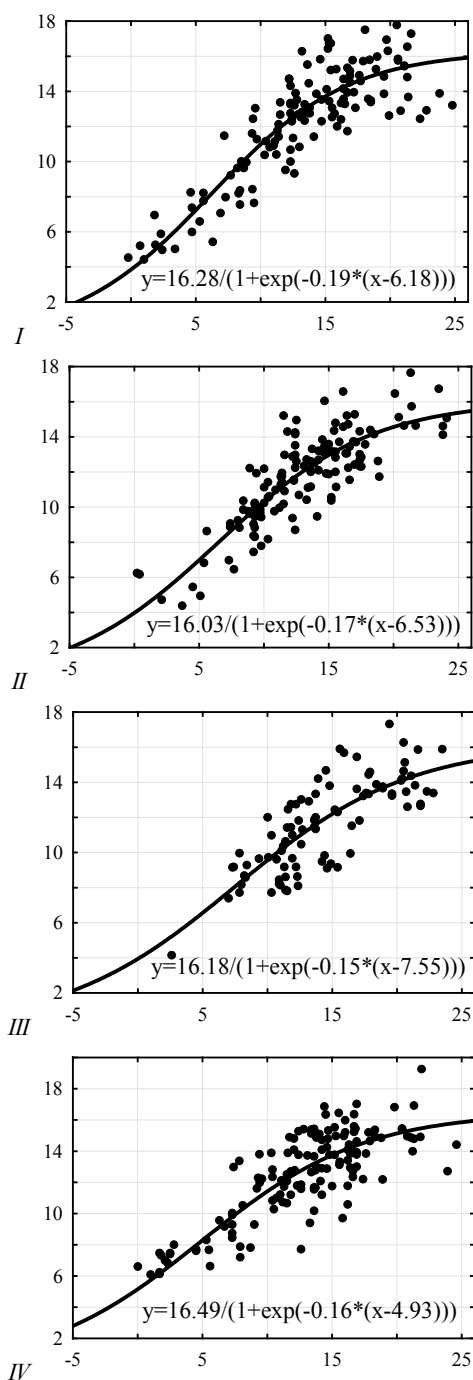 18
14
10
6
y=16.28/(1+exp(-0.19*(x-6.18)))
2
-5 5 15 25
I
18
14
10
6
y=16.03/(1+exp(-0.17*(x-6.53)))
2
-5 5 15 25
II
18
14
10
6
y=16.18/(1+exp(-0.15*(x-7.55)))
2
-5 5 15 25
III
18
14
10
6
y=16.49/(1+exp(-0.16*(x-4.93)))
2
-5 5 15 25
IV